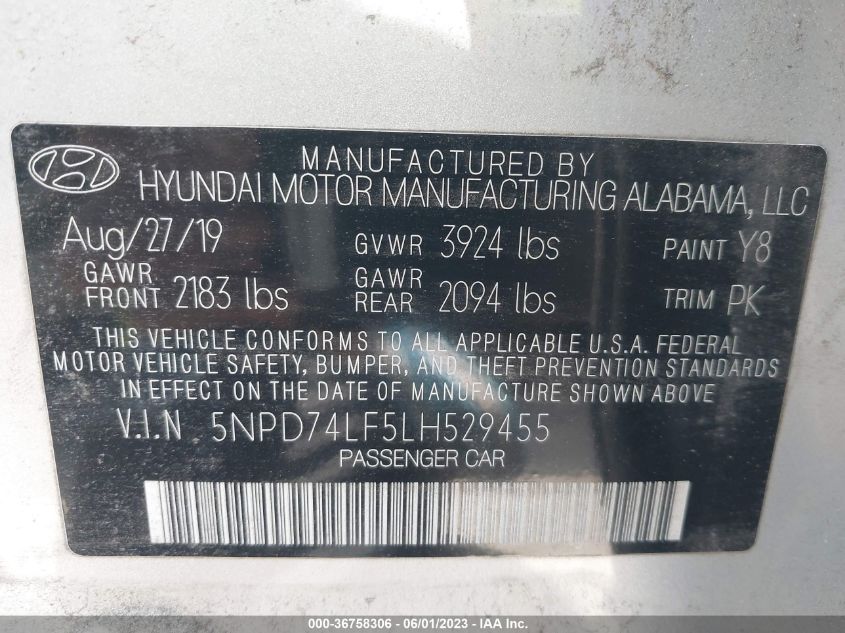 MANUFACTURED BY
HYUNDAI MOTOR MANUFACTURING ALABAMA, LLC
Aug/27/19 GVWR 3924 lbs PAINT Y8
GAWR FRONT 2183 lbs GAWR REAR 2094 lbs TRIM PK
THIS VEHICLE CONFORMS TO ALL APPLICABLE U.S.A. FEDERAL
MOTOR VEHICLE SAFETY, BUMPER, AND THEFT PREVENTION STANDARDS
IN EFFECT ON THE DATE OF MANUFACTURE SHOWN ABOVE
V.I.N 5NPD74LF5LH529455
PASSENGER CAR
000-36758306 - 06/01/2023 - IAA Inc.